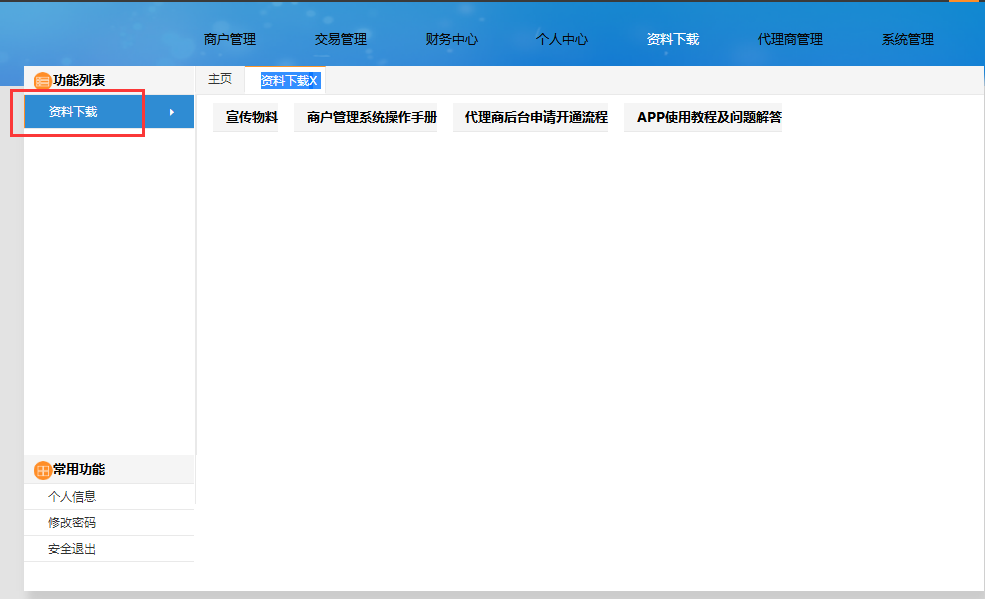 商户管理 交易管理 财务中心 个人中心 资料下载 代理商管理 系统管理
功能列表
资料下载
主页 资料下载X
宣传物料 商户管理系统操作手册 代理商后台申请开通流程 APP使用教程及问题解答
常用功能
个人信息
修改密码
安全退出